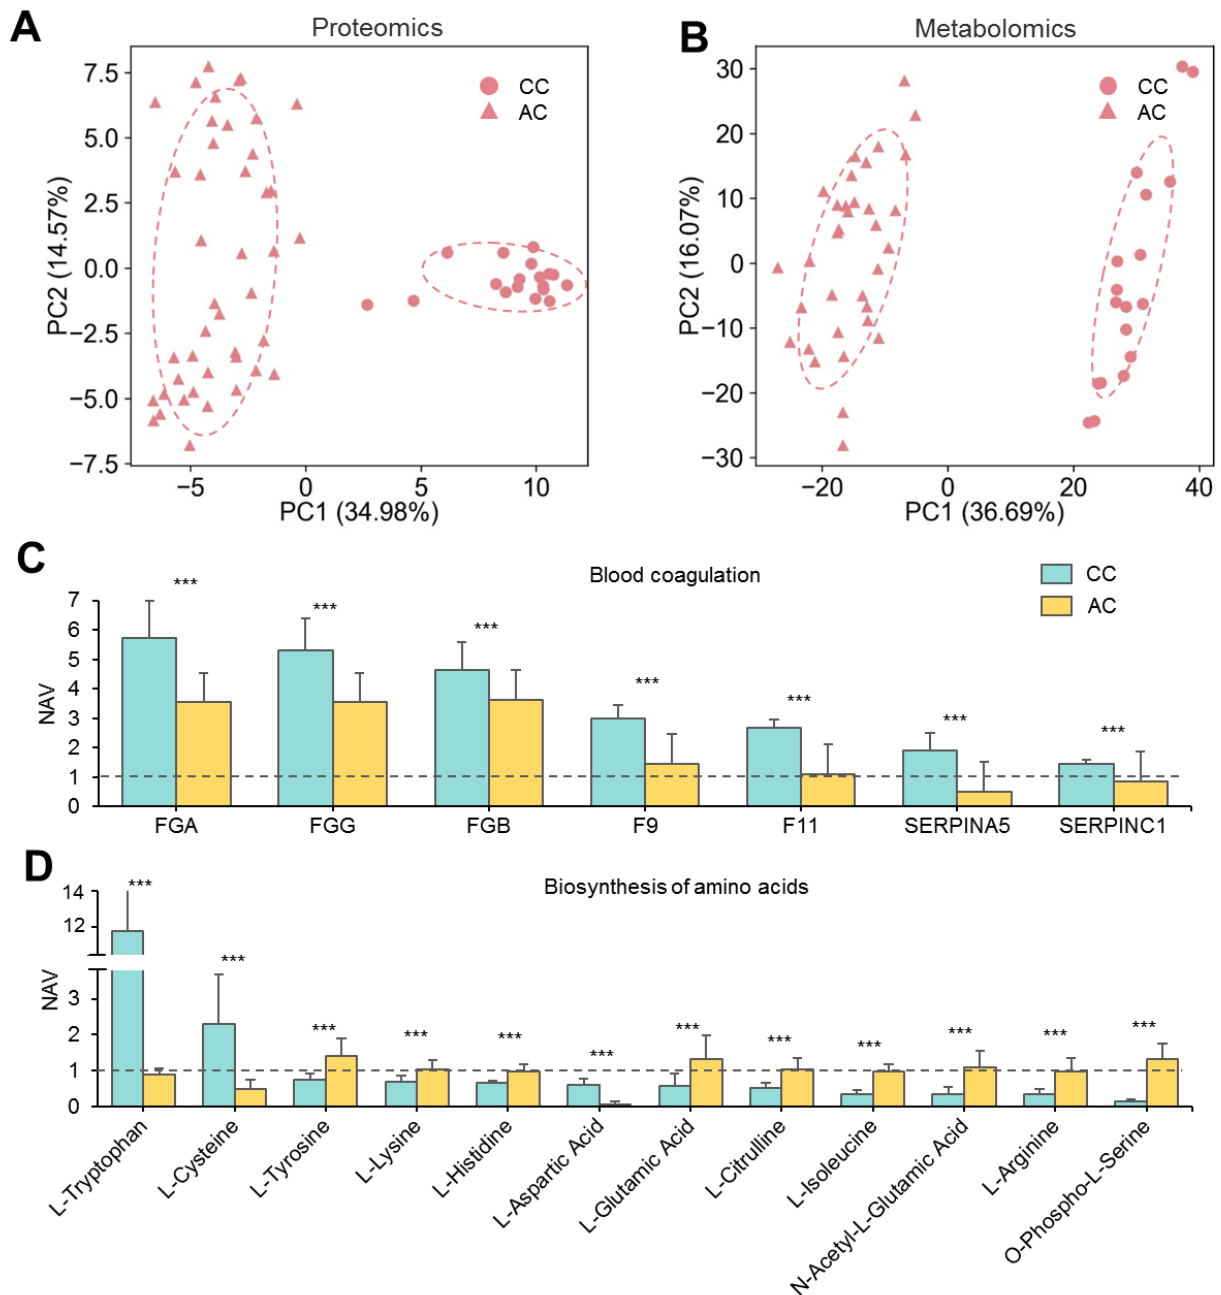 A
Proteomics
CC
AC
7.5
5.0
2.5
0.0
−2.5
−5.0
−7.5
PC2 (14.57%)
−5
0
5
10
PC1 (34.98%)
B
Metabolomics
CC
AC
30
20
10
0
−10
−20
−30
PC2 (16.07%)
−20
0
20
40
PC1 (36.69%)
C
Blood coagulation
CC
AC
7
6
5
4
3
2
1
0
NAV
***
***
***
***
***
***
***
FGA
FGG
FGB
F9
F11
SERPINA5
SERPINC1
D
Biosynthesis of amino acids
14
12
3
2
1
0
NAV
***
***
***
***
***
***
***
***
***
***
***
***
L-Tryptophan
L-Cysteine
L-Tyrosine
L-Lysine
L-Histidine
L-Aspartic Acid
L-Glutamic Acid
L-Citrulline
L-Isoleucine
N-Acetyl-L-Glutamic Acid
L-Arginine
O-Phospho-L-Serine